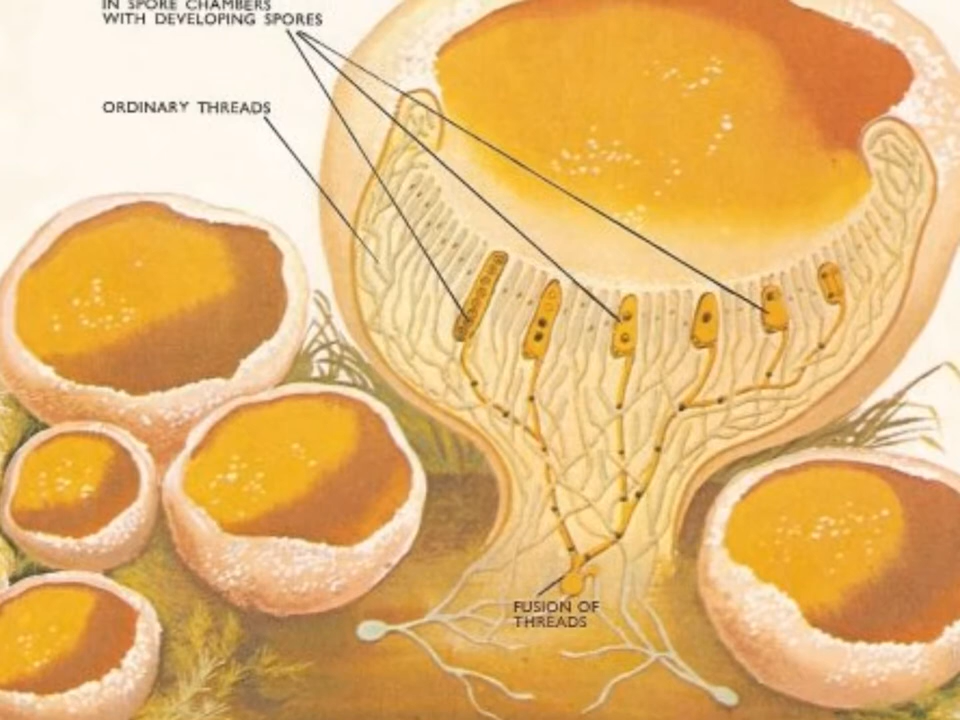 IN SPORE CHAMBERS
WITH DEVELOPING SPORES
ORDINARY THREADS
FUSION OF
THREADS